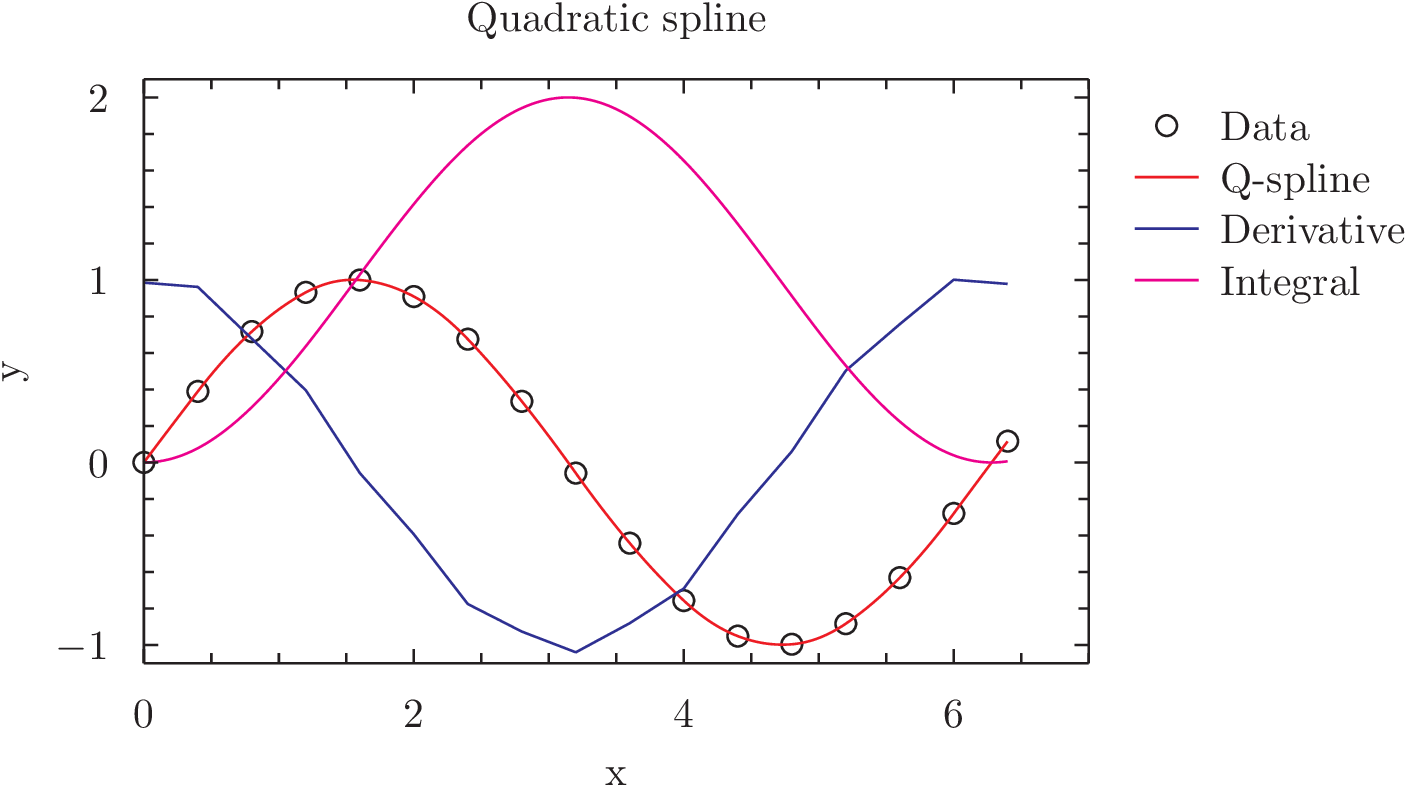 Quadratic spline
2
1
0
−1
y
0 2 4 6
x
Data
Q-spline
Derivative
Integral